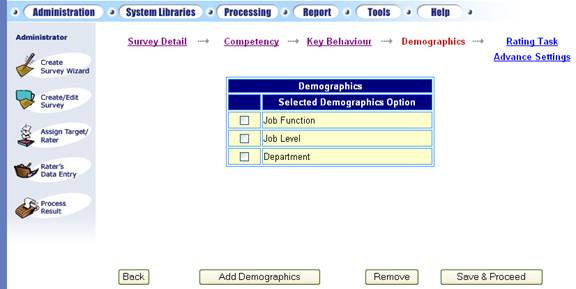 Administration System Libraries Processing Report Tools Help
Administrator
Survey Detail → Competency → Key Behaviour → Demographics → Rating Task
Advance Settings
Create
Survey Wizard
Create/Edit
Survey
Assign Target/
Rater
Rater's
Data Entry
Process
Result
Demographics
Selected Demographics Option
Job Function
Job Level
Department
Back Add Demographics Remove Save & Proceed